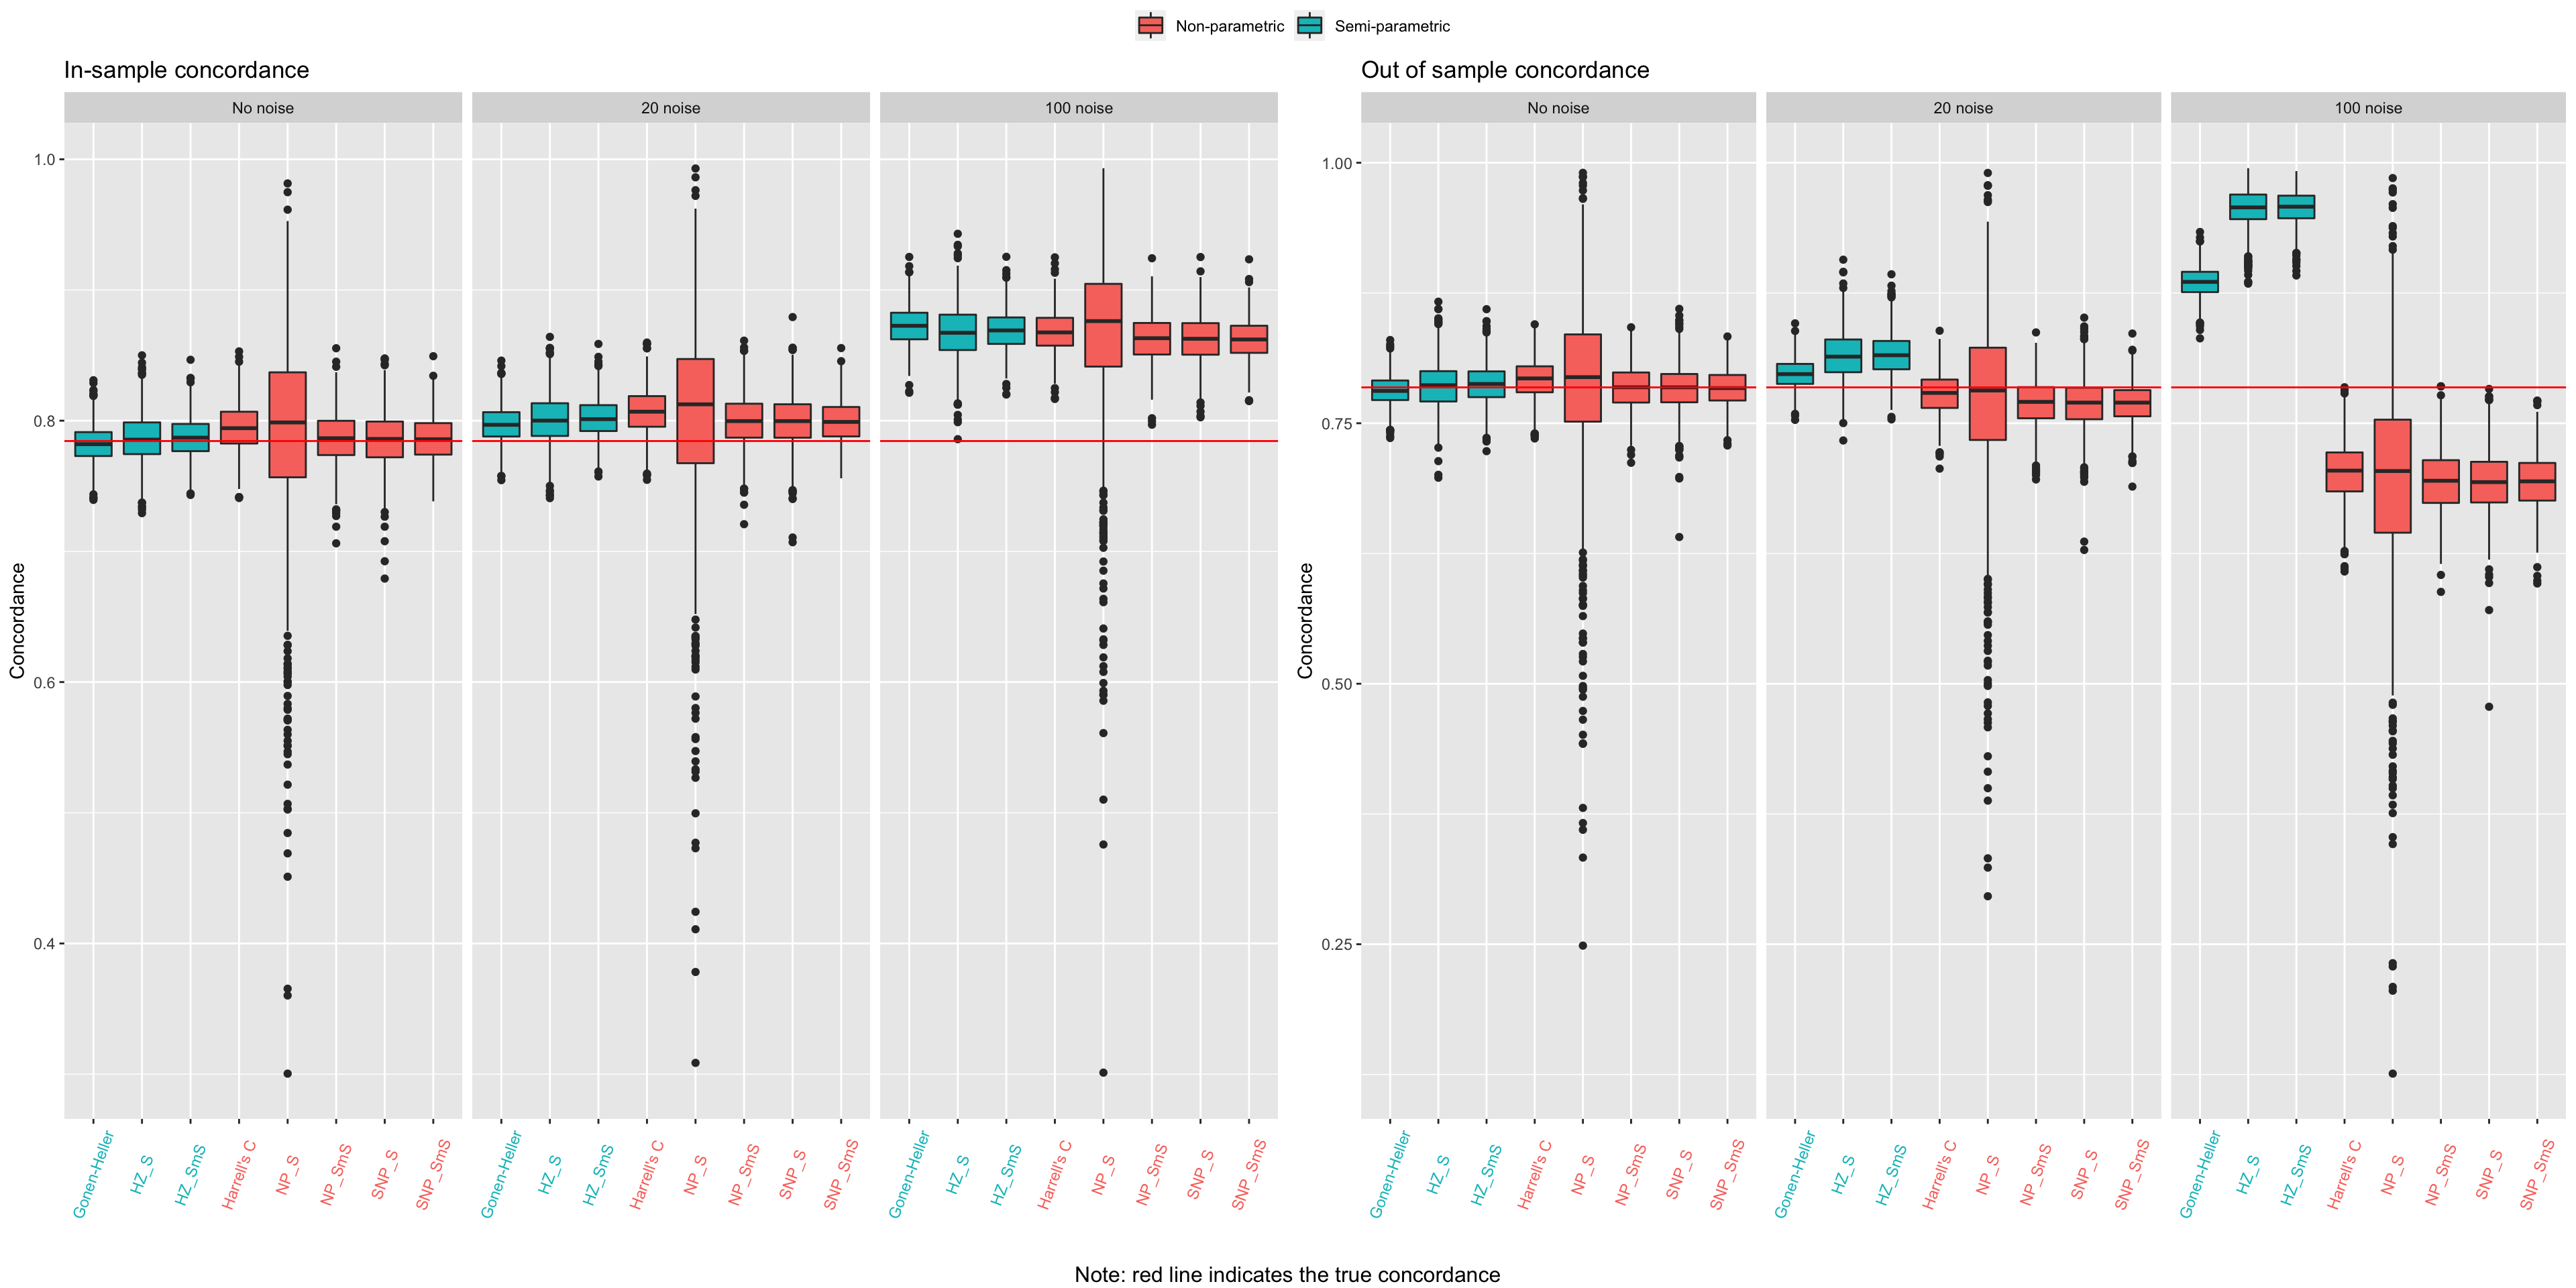 Non-parametric Semi-parametric
In-sample concordance
Out of sample concordance
No noise
20 noise
100 noise
No noise
20 noise
100 noise
Concordance
1.0
0.8
0.6
0.4
Concordance
1.00
0.75
0.50
0.25
Gonen-Heller HZ_S HZ_SmS Harrell's C NP_S NP_SmS SNP_S SNP_SmS
Gonen-Heller HZ_S HZ_SmS Harrell's C NP_S NP_SmS SNP_S SNP_SmS
Gonen-Heller HZ_S HZ_SmS Harrell's C NP_S NP_SmS SNP_S SNP_SmS
Gonen-Heller HZ_S HZ_SmS Harrell's C NP_S NP_SmS SNP_S SNP_SmS
Gonen-Heller HZ_S HZ_SmS Harrell's C NP_S NP_SmS SNP_S SNP_SmS
Gonen-Heller HZ_S HZ_SmS Harrell's C NP_S NP_SmS SNP_S SNP_SmS
Note: red line indicates the true concordance